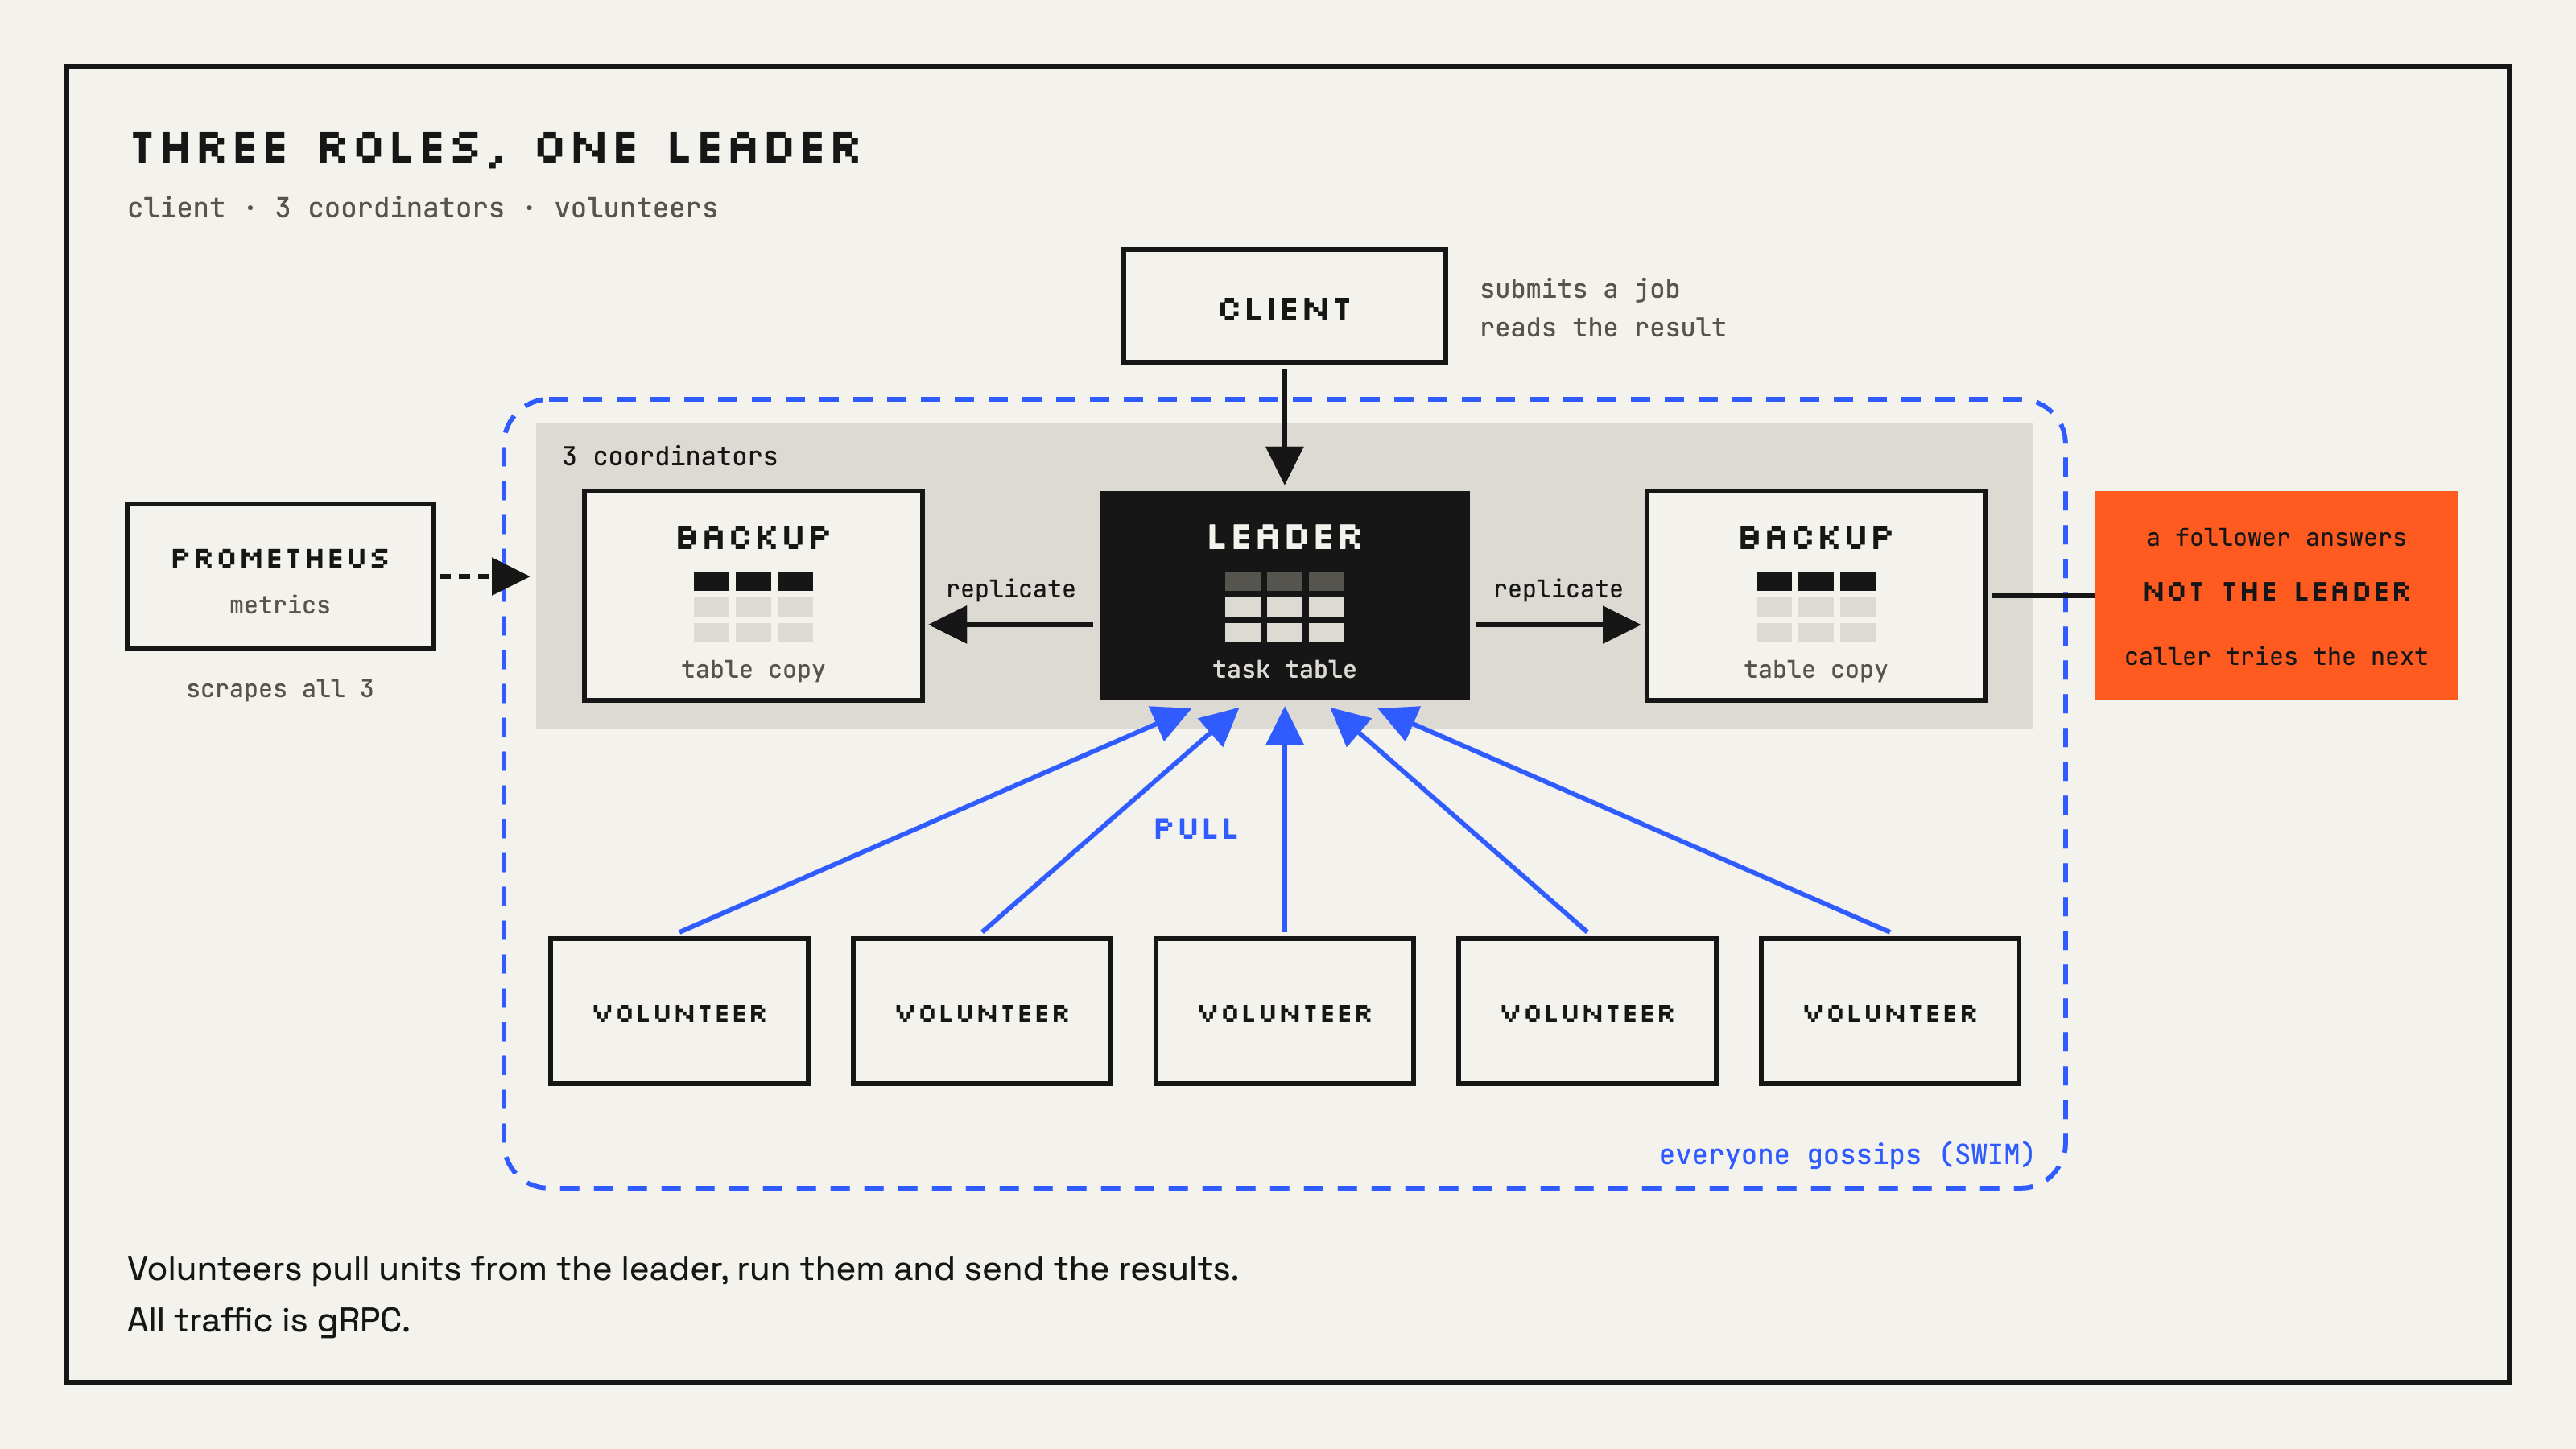 THREE ROLES, ONE LEADER
client · 3 coordinators · volunteers
CLIENT
submits a job
reads the result
3 coordinators
PROMETHEUS
metrics
scrapes all 3
BACKUP
table copy
replicate
LEADER
task table
replicate
BACKUP
table copy
a follower answers
NOT THE LEADER
caller tries the next
PULL
VOLUNTEER
VOLUNTEER
VOLUNTEER
VOLUNTEER
VOLUNTEER
everyone gossips (SWIM)
Volunteers pull units from the leader, run them and send the results.
All traffic is gRPC.